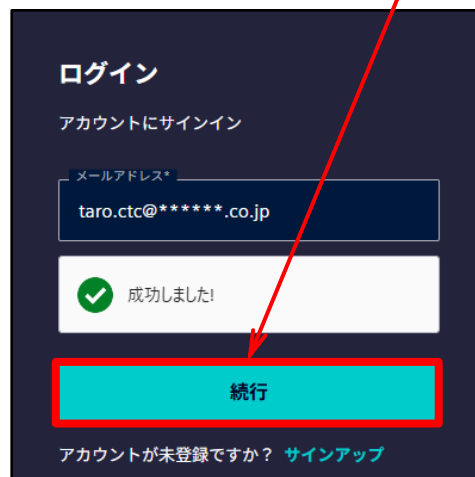 ログイン
アカウントにサインイン
メールアドレス*
taro.ctc@******.co.jp
成功しました!
続行
アカウントが未登録ですか? サインアップ